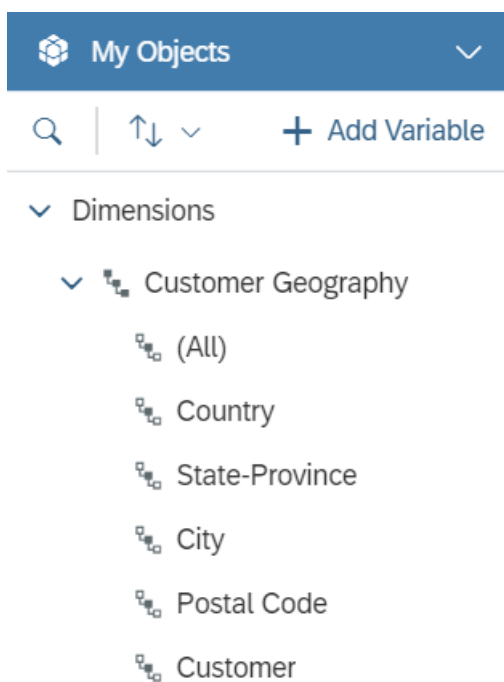 My Objects
+ Add Variable
Dimensions
Customer Geography
(All)
Country
State-Province
City
Postal Code
Customer